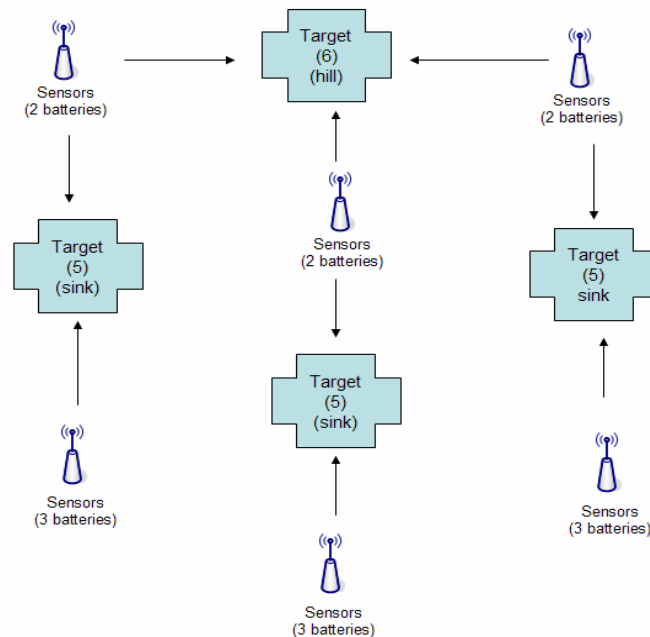 Target
(6)
(hill)
Sensors
(2 batteries)
Sensors
(2 batteries)
Sensors
(2 batteries)
Target
(5)
(sink)
Target
(5)
sink
Target
(5)
(sink)
Sensors
(3 batteries)
Sensors
(3 batteries)
Sensors
(3 batteries)